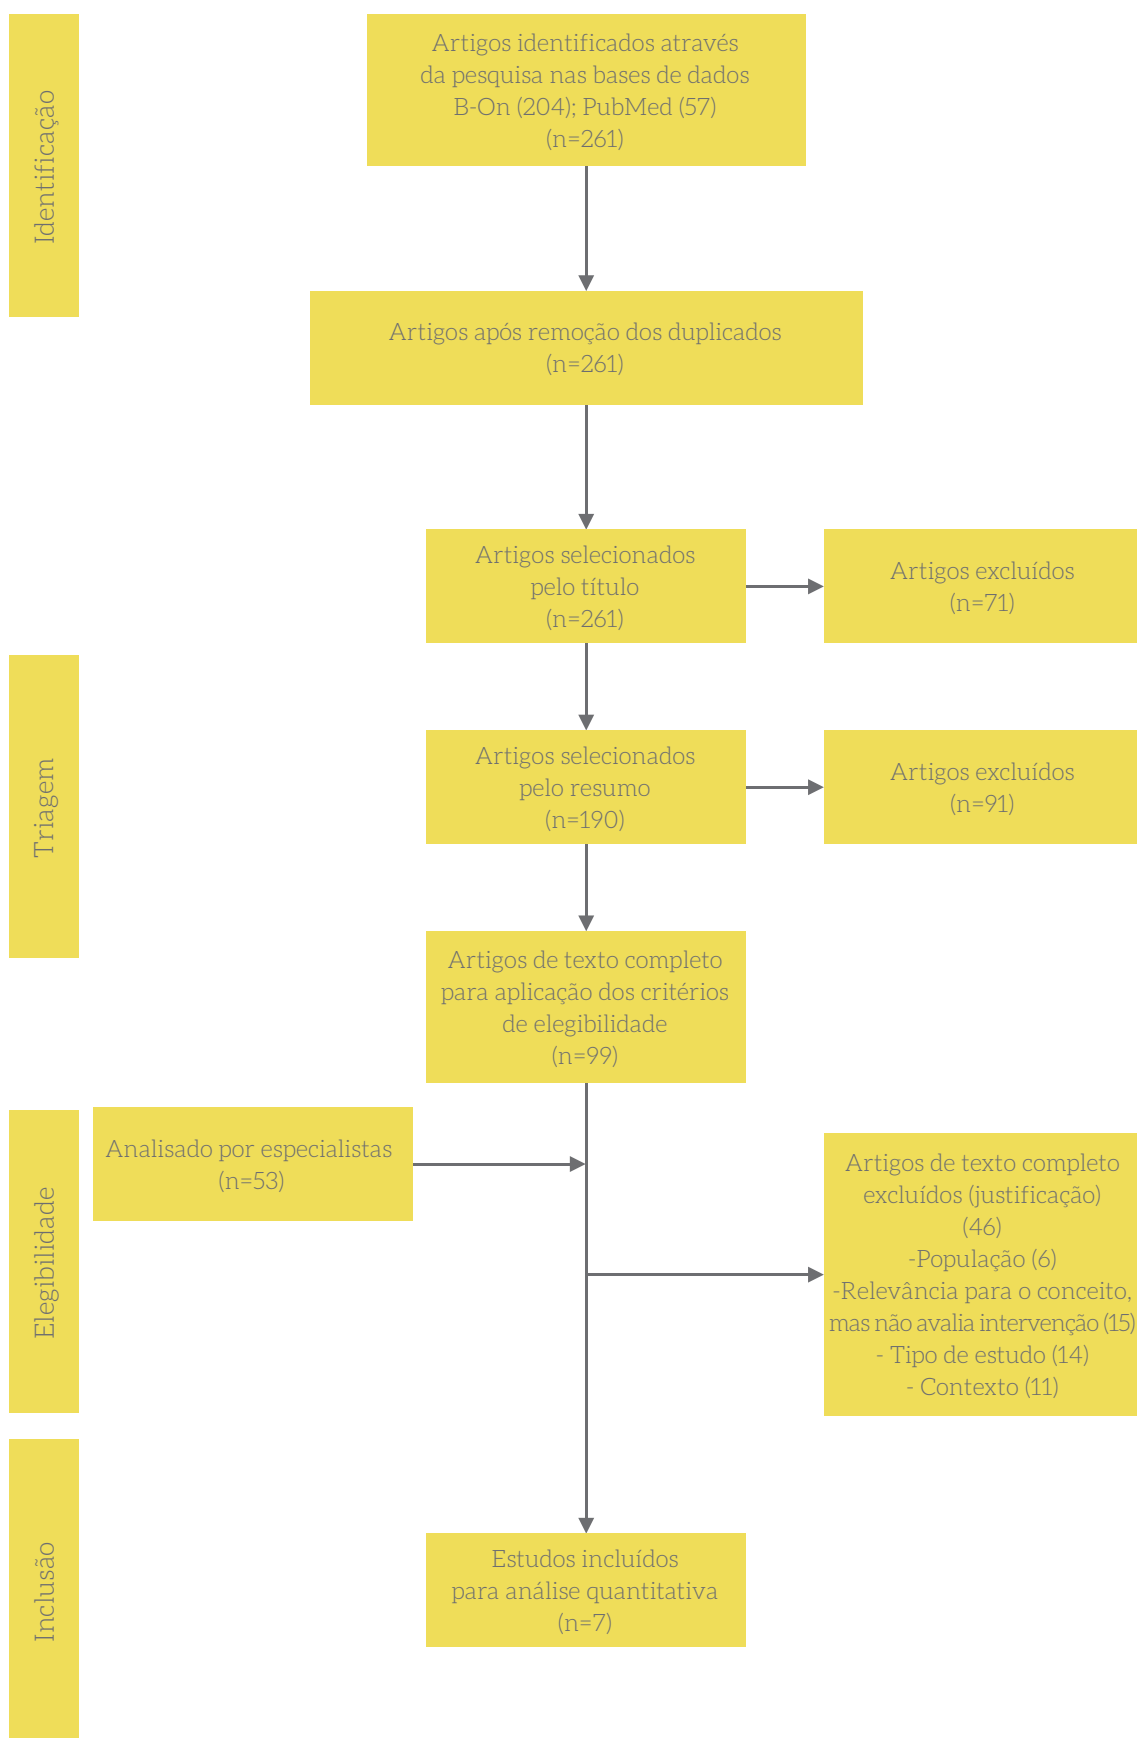 Identificação
Artigos identificados através
da pesquisa nas bases de dados
B-On (204); PubMed (57)
(n=261)
Artigos após remoção dos duplicados
(n=261)
Artigos selecionados
pelo título
(n=261)
Artigos excluídos
(n=71)
Triagem
Artigos selecionados
pelo resumo
(n=190)
Artigos excluídos
(n=91)
Artigos de texto completo
para aplicação dos critérios
de elegibilidade
(n=99)
Elegibilidade
Analisado por especialistas
(n=53)
Artigos de texto completo
excluídos (justificação)
(46)
-População (6)
-Relevância para o conceito,
mas não avalia intervenção (15)
- Tipo de estudo (14)
- Contexto (11)
Inclusão
Estudos incluídos
para análise quantitativa
(n=7)